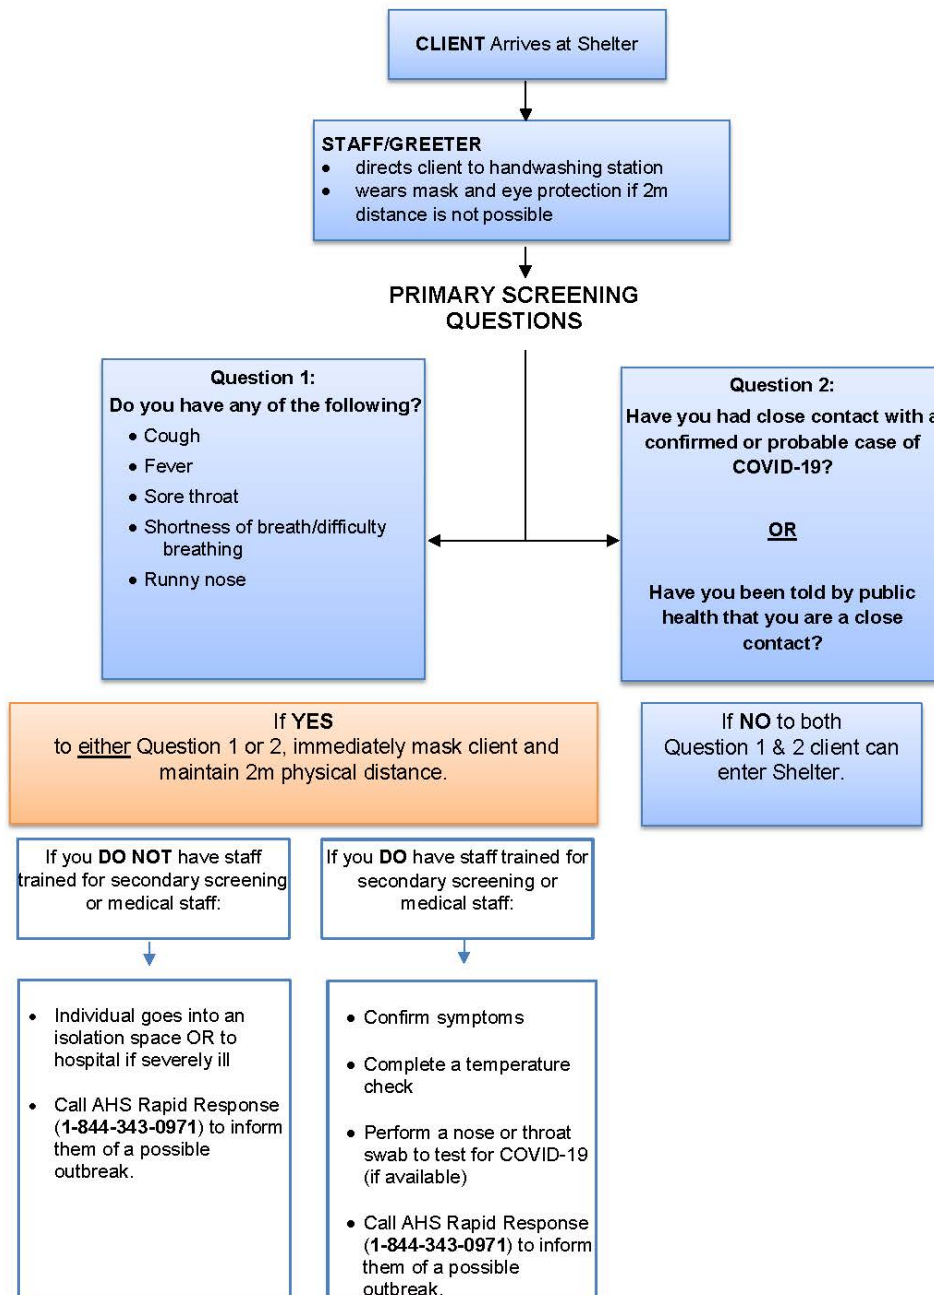 CLIENT Arrives at Shelter
STAFF/GREETER
• directs client to handwashing station
• wears mask and eye protection if 2m
distance is not possible
PRIMARY SCREENING
QUESTIONS
Question 1:
Do you have any of the following?
• Cough
• Fever
• Sore throat
• Shortness of breath/difficulty
breathing
• Runny nose
Question 2:
Have you had close contact with a
confirmed or probable case of
COVID-19?
OR
Have you been told by public
health that you are a close
contact?
If YES
to either Question 1 or 2, immediately mask client and
maintain 2m physical distance.
If NO to both
Question 1 & 2 client can
enter Shelter.
If you DO NOT have staff
trained for secondary screening
or medical staff:
If you DO have staff trained for
secondary screening or
medical staff:
• Individual goes into an
isolation space OR to
hospital if severely ill
• Call AHS Rapid Response
(1-844-343-0971) to inform
them of a possible
outbreak.
• Confirm symptoms
• Complete a temperature
check
• Perform a nose or throat
swab to test for COVID-19
(if available)
• Call AHS Rapid Response
(1-844-343-0971) to inform
them of a possible
outbreak.